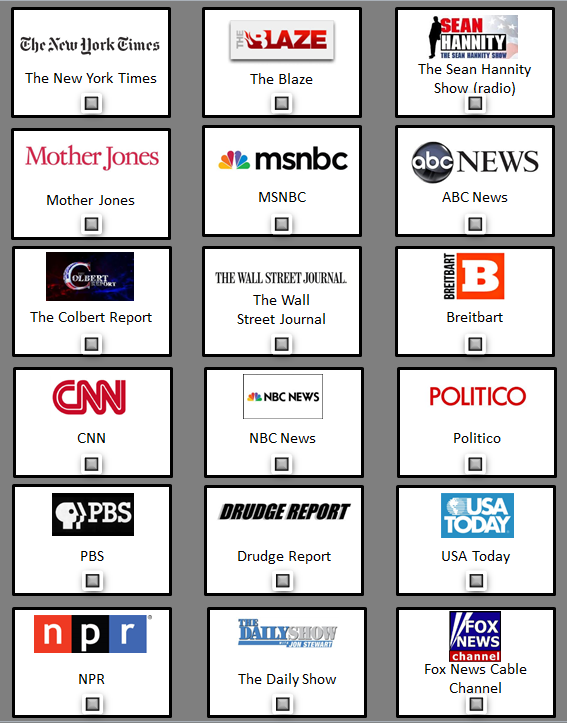 The New York Times
The New York Times
THE BLAZE
The Blaze
SEAN
HANNITY
THE SEAN HANNITY SHOW
The Sean Hannity
Show (radio)
Mother Jones
Mother Jones
msnbc
MSNBC
abc NEWS
ABC News
THE COLBERT REPORT
The Colbert Report
THE WALL STREET JOURNAL.
The Wall
Street Journal
BREITBART B
Breitbart
CNN
CNN
NBC NEWS
NBC News
POLITICO
Politico
PBS
PBS
DRUDGE REPORT
Drudge Report
USA
TODAY
USA Today
n p r ®
NPR
THE
DAILY SHOW
WITH JON STEWART
The Daily Show
FOX
NEWS
channel
Fox News Cable
Channel